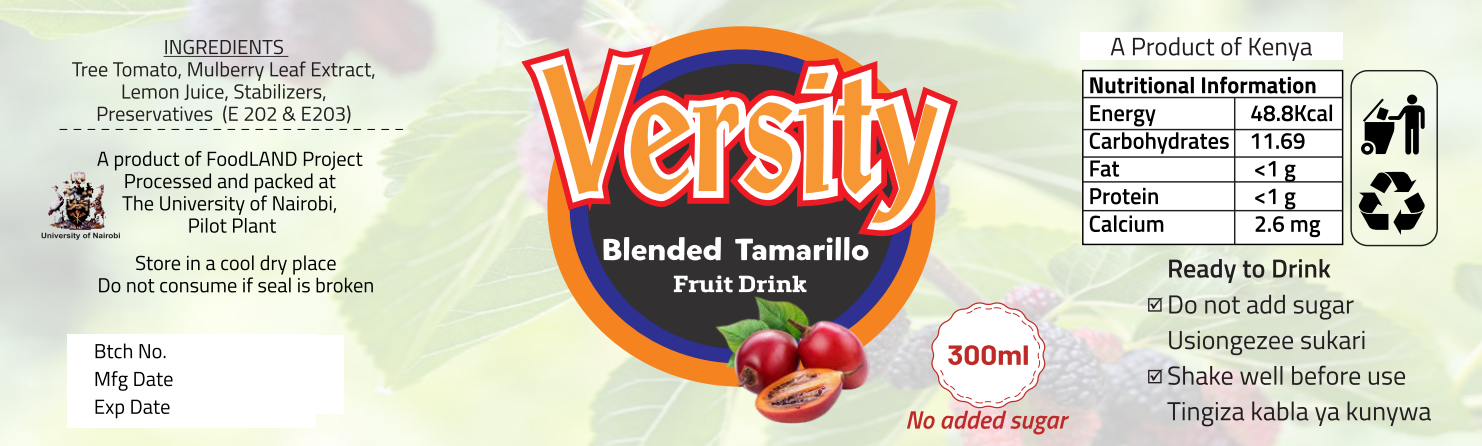 INGREDIENTS
Tree Tomato, Mulberry Leaf Extract,
Lemon Juice, Stabilizers,
Preservatives (E 202 & E203)
A product of FoodLAND Project
Processed and packed at
The University of Nairobi,
Pilot Plant
University of Nairobi
Store in a cool dry place
Do not consume if seal is broken
Btch No.
Mfg Date
Exp Date
Versity
Blended Tamarillo
Fruit Drink
300ml
No added sugar
A Product of Kenya
Nutritional Information
Energy 48.8Kcal
Carbohydrates 11.69
Fat <1 g
Protein <1 g
Calcium 2.6 mg
Ready to Drink
☑ Do not add sugar
Usiongezee sukari
☑ Shake well before use
Tingiza kabla ya kunywa